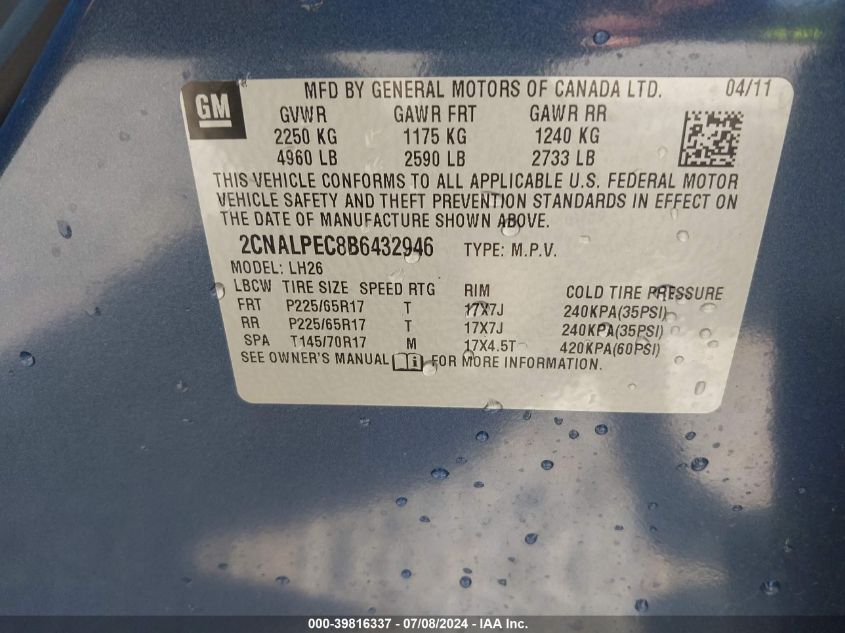 GM
MFD BY GENERAL MOTORS OF CANADA LTD. 04/11
GVWR GAWR FRT GAWR RR
2250 KG 1175 KG 1240 KG
4960 LB 2590 LB 2733 LB
THIS VEHICLE CONFORMS TO ALL APPLICABLE U.S. FEDERAL MOTOR
VEHICLE SAFETY AND THEFT PREVENTION STANDARDS IN EFFECT ON
THE DATE OF MANUFACTURE SHOWN ABOVE.
2CNALPEC8B6432946 TYPE: M.P.V.
MODEL: LH26
LBCW TIRE SIZE SPEED RTG RIM COLD TIRE PRESSURE
FRT P225/65R17 T 17X7J 240KPA(35PSI)
RR P225/65R17 T 17X7J 240KPA(35PSI)
SPA T145/70R17 M 17X4.5T 420KPA(60PSI)
SEE OWNER'S MANUAL FOR MORE INFORMATION.
000-39816337 - 07/08/2024 - IAA Inc.